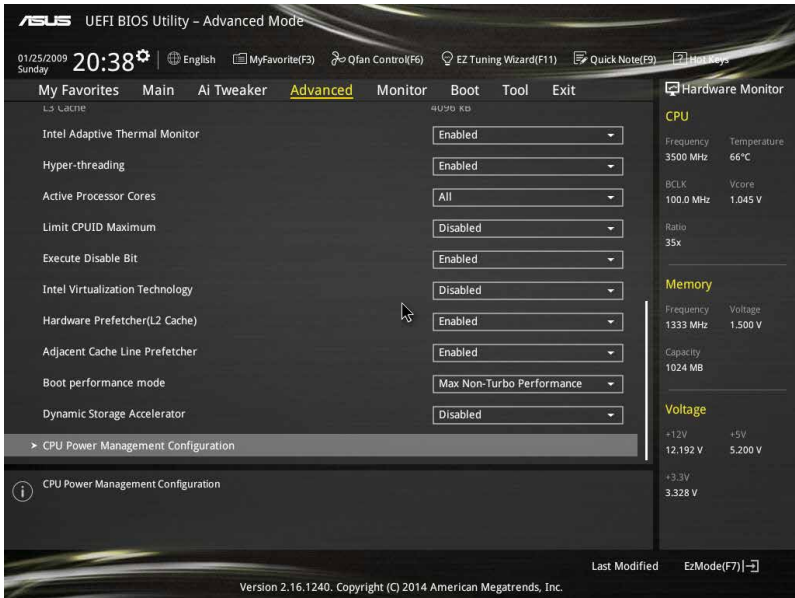 ASUS UEFI BIOS Utility – Advanced Mode
01/25/2009 Sunday 20:38 English MyFavorite(F3) Qfan Control(F6) EZ Tuning Wizard(F11) Quick Note(F9) ? Hot Keys
My Favorites Main Ai Tweaker Advanced Monitor Boot Tool Exit
L3 Cache 4096 kB
Intel Adaptive Thermal Monitor Enabled
Hyper-threading Enabled
Active Processor Cores All
Limit CPUID Maximum Disabled
Execute Disable Bit Enabled
Intel Virtualization Technology Disabled
Hardware Prefetcher(L2 Cache) Enabled
Adjacent Cache Line Prefetcher Enabled
Boot performance mode Max Non-Turbo Performance
Dynamic Storage Accelerator Disabled
> CPU Power Management Configuration
i CPU Power Management Configuration
Hardware Monitor
CPU
Frequency Temperature
3500 MHz 66°C
BCLK Vcore
100.0 MHz 1.045 V
Ratio
35x
Memory
Frequency Voltage
1333 MHz 1.500 V
Capacity
1024 MB
Voltage
+12V +5V
12.192 V 5.200 V
+3.3V
3.328 V
Last Modified EzMode(F7)
Version 2.16.1240. Copyright (C) 2014 American Megatrends, Inc.